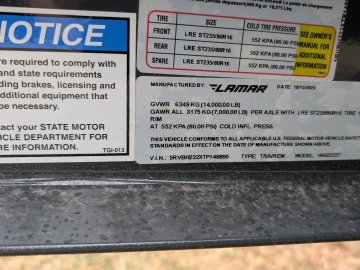 NOTICE
are required to comply with
and state requirements
ding brakes, licensing and
additional equipment that
be necessary.
tact your STATE MOTOR
HICLE DEPARTMENT FOR
RE INFORMATION.
TGI-013
TIRE SIZE COLD TIRE PRESSURE
FRONT LRE ST235/80R16 552 KPA (80.00 PSI)
REAR LRE ST235/80R16 552 KPA (80.00 PSI)
SPARE LRE ST235/80R16 552 KPA (80.00 PSI)
SEE OWNER'S
MANUAL FOR
ADDITIONAL
INFORMATION
MANUFACTURED BY: LAMAR DATE:
GVWR 6349 KG (14,000.00 LB)
GAWR ALL 3175 KG (7,000.00 LB) PER AXLE WITH LRE ST235/80R16 TIRE
RIM
AT 552 KPA (80.00 PSI) COLD INFL. PRESS.
THIS VEHICLE CONFORMS TO ALL APPLICABLE U.S. FEDERAL MOTOR VEHICLE SAFETY
STANDARDS IN EFFECT ON THE DATE OF MANUFACTURE SHOWN ABOVE.
V.I.N.: TYPE: TRA/REM MODEL: